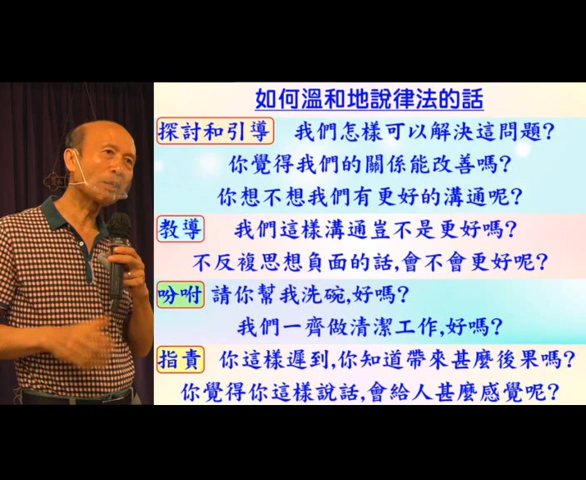 如何溫和地說律法的話
探討和引導 我們怎樣可以解決這問題?
你覺得我們的關係能改善嗎?
你想不想我們有更好的溝通呢?
教導 我們這樣溝通豈不是更好嗎?
不反複思想負面的話,會不會更好呢?
吩咐 請你幫我洗碗,好嗎?
我們一齊做清潔工作,好嗎?
指責 你這樣遲到,你知道帶來甚麼後果嗎?
你覺得你這樣說話,會給人甚麼感覺呢?